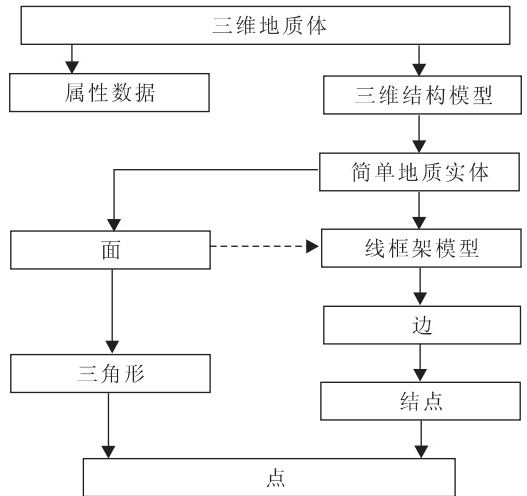 三维地质体
属性数据
三维结构模型
简单地质实体
面
线框架模型
边
三角形
结点
点